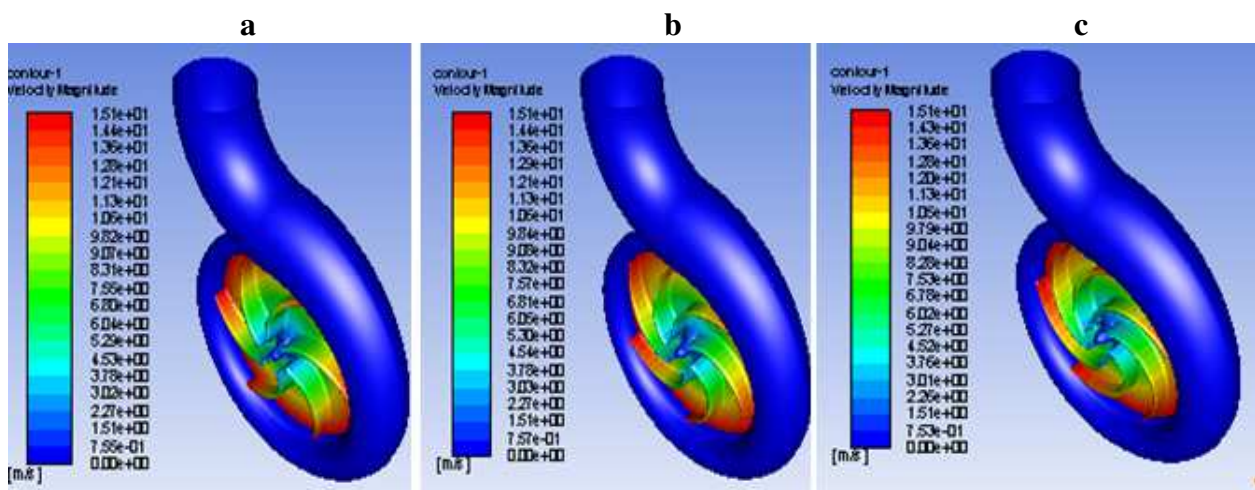 a
b
c
contour-1
Velocity Magnitude
1.51e+01
1.44e+01
1.36e+01
1.28e+01
1.21e+01
1.13e+01
1.06e+01
9.82e+00
9.07e+00
8.31e+00
7.55e+00
6.80e+00
6.04e+00
5.29e+00
4.53e+00
3.78e+00
3.02e+00
2.27e+00
1.51e+00
7.55e-01
0.00e+00
[m/s]
contour-1
Velocity Magnitude
1.51e+01
1.44e+01
1.36e+01
1.29e+01
1.21e+01
1.13e+01
1.06e+01
9.84e+00
9.08e+00
8.32e+00
7.57e+00
6.81e+00
6.05e+00
5.30e+00
4.54e+00
3.78e+00
3.03e+00
2.27e+00
1.51e+00
7.57e-01
0.00e+00
[m/s]
contour-1
Velocity Magnitude
1.51e+01
1.43e+01
1.36e+01
1.28e+01
1.20e+01
1.13e+01
1.05e+01
9.79e+00
9.04e+00
8.28e+00
7.53e+00
6.78e+00
6.02e+00
5.27e+00
4.52e+00
3.76e+00
3.01e+00
2.26e+00
1.51e+00
7.53e-01
0.00e+00
[m/s]